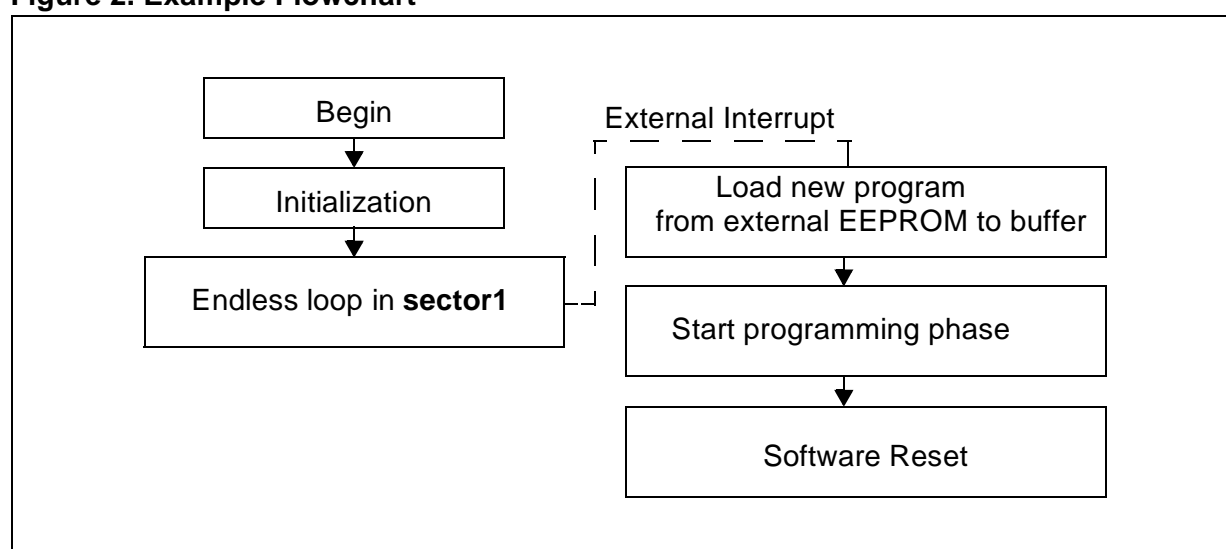 Figure 2. Example Flowchart
Begin
Initialization
Endless loop in sector1
External Interrupt
Load new program
from external EEPROM to buffer
Start programming phase
Software Reset